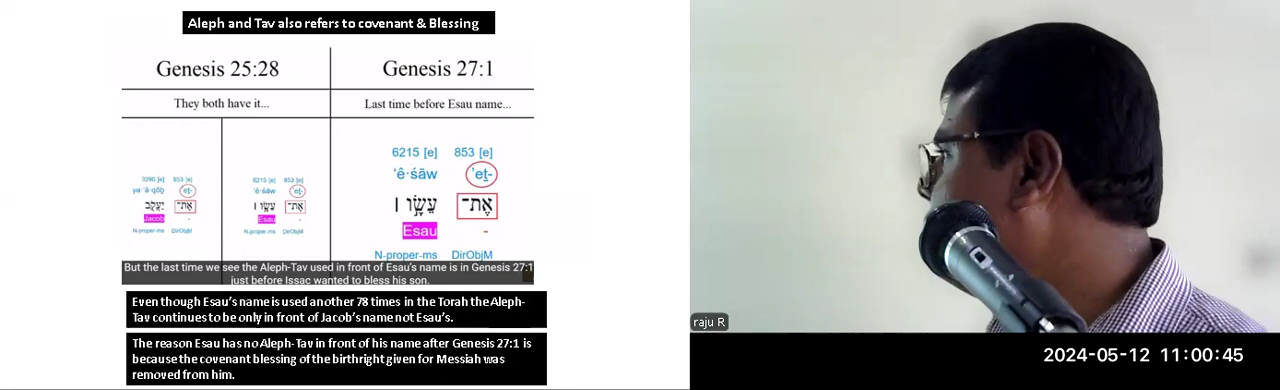 Aleph and Tav also refers to covenant & Blessing
Genesis 25:28
Genesis 27:1
They both have it...
Last time before Esau name...
3290 [e] 853 [e]
ya·‘ă·qōḇ ’eṯ-
יַעֲקֹֽב אֶֽת־
Jacob -
N-proper-ms DirObjM
6215 [e] 853 [e]
‘ê·śāw ’eṯ-
עֵשָׂ֣ו ׀ אֶת־
Esau -
N-proper-ms DirObjM
6215 [e] 853 [e]
‘ê·śāw ’eṯ-
עֵשָׂ֣ו ׀ אֶת־
Esau -
N-proper-ms DirObjM
But the last time we see the Aleph-Tav used in front of Esau's name is in Genesis 27:1
just before Issac wanted to bless his son.
Even though Esau’s name is used another 78 times in the Torah the Aleph-
Tav continues to be only in front of Jacob’s name not Esau’s.
The reason Esau has no Aleph-Tav in front of his name after Genesis 27:1 is
because the covenant blessing of the birthright given for Messiah was
removed from him.
raju R
2024-05-12 11:00:45